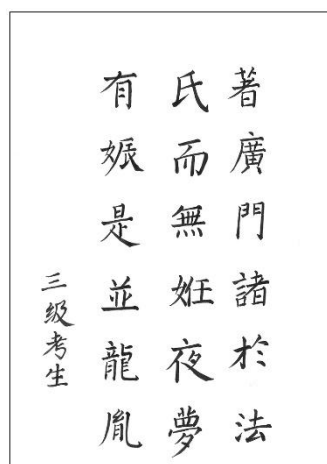 著廣門諸於法
氏而無妊夜夢
有娠是並龍胤
三级考生